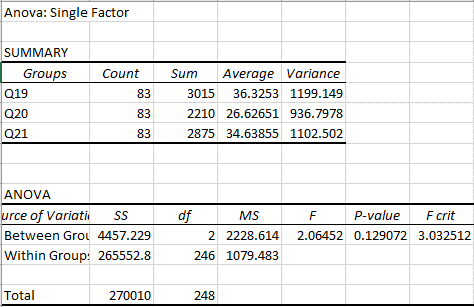 Anova: Single Factor
SUMMARY
Groups Count Sum Average Variance
Q19 83 3015 36.3253 1199.149
Q20 83 2210 26.62651 936.7978
Q21 83 2875 34.63855 1102.502
ANOVA
urce of Variati SS df MS F P-value F crit
Between Grou 4457.229 2 2228.614 2.06452 0.129072 3.032512
Within Groups 265552.8 246 1079.483
Total 270010 248